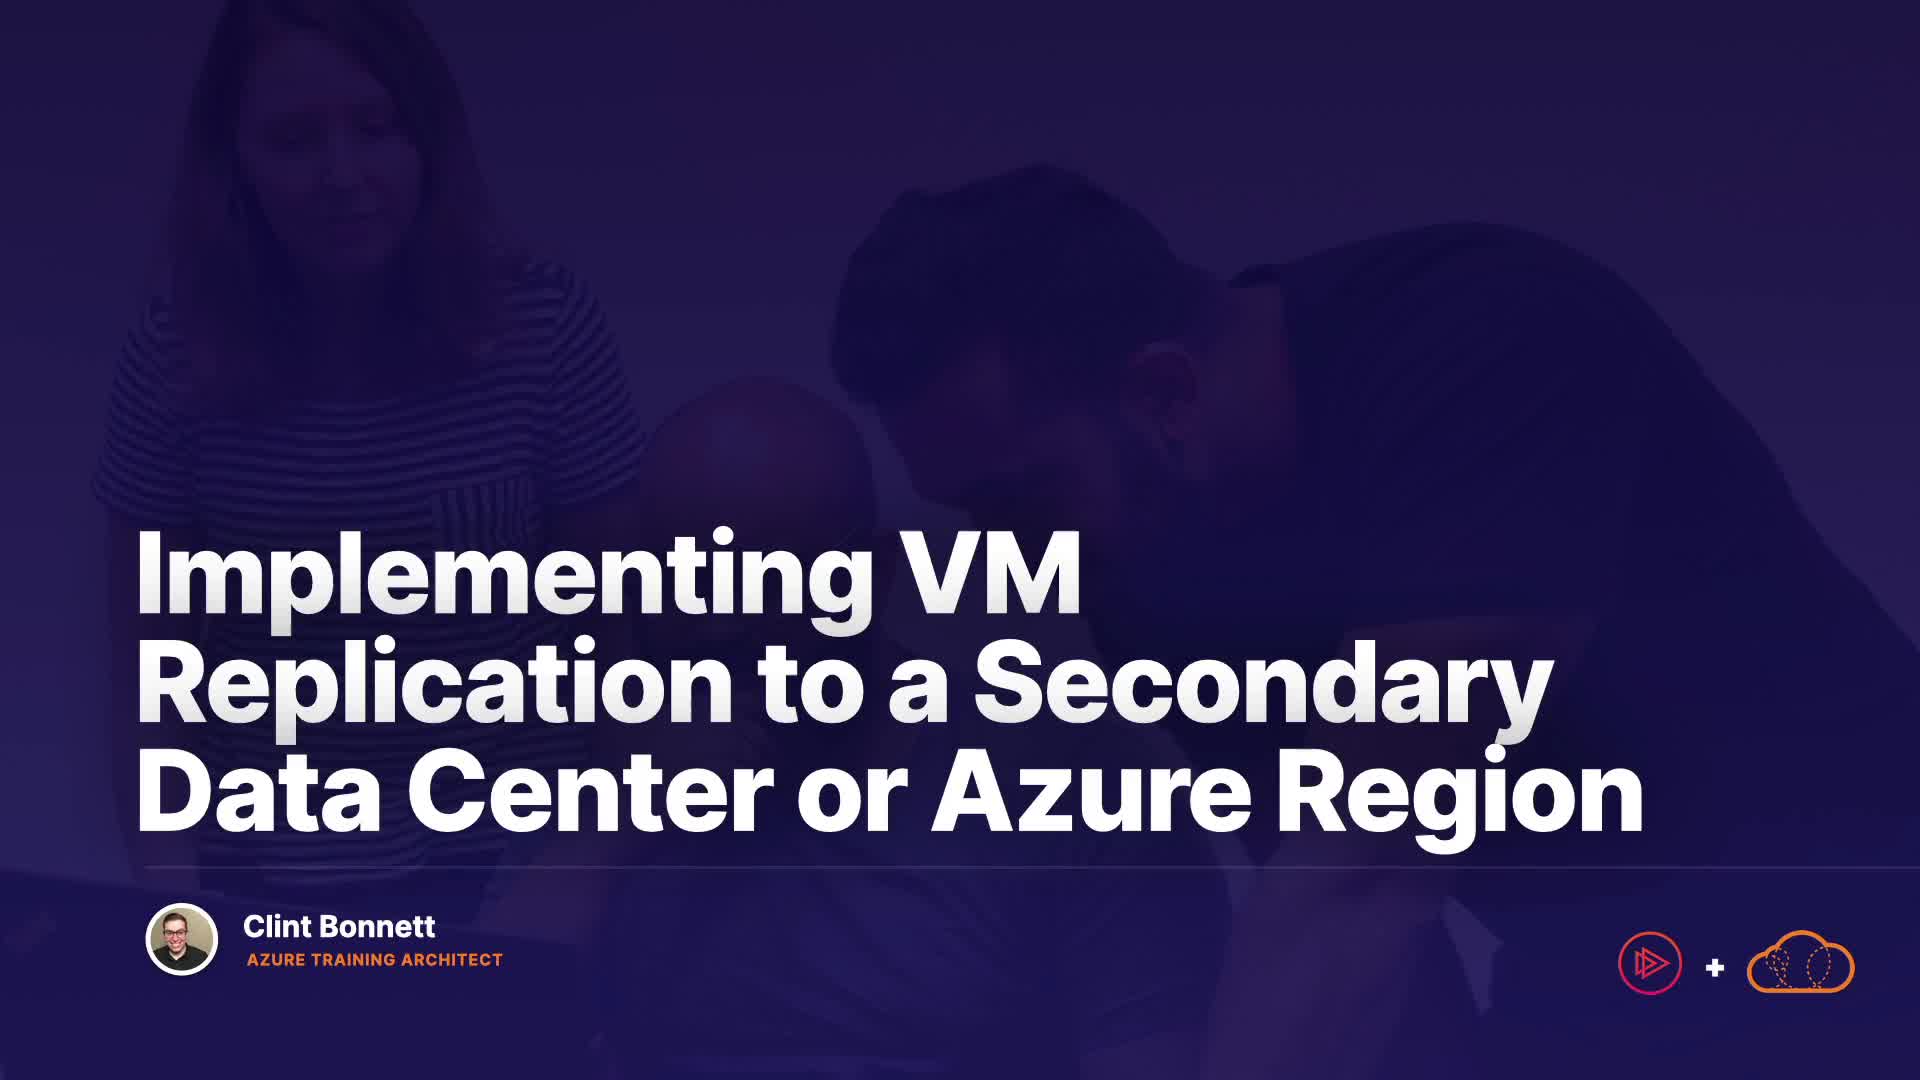 Implementing VM
Replication to a Secondary
Data Center or Azure Region
Clint Bonnett
AZURE TRAINING ARCHITECT
+